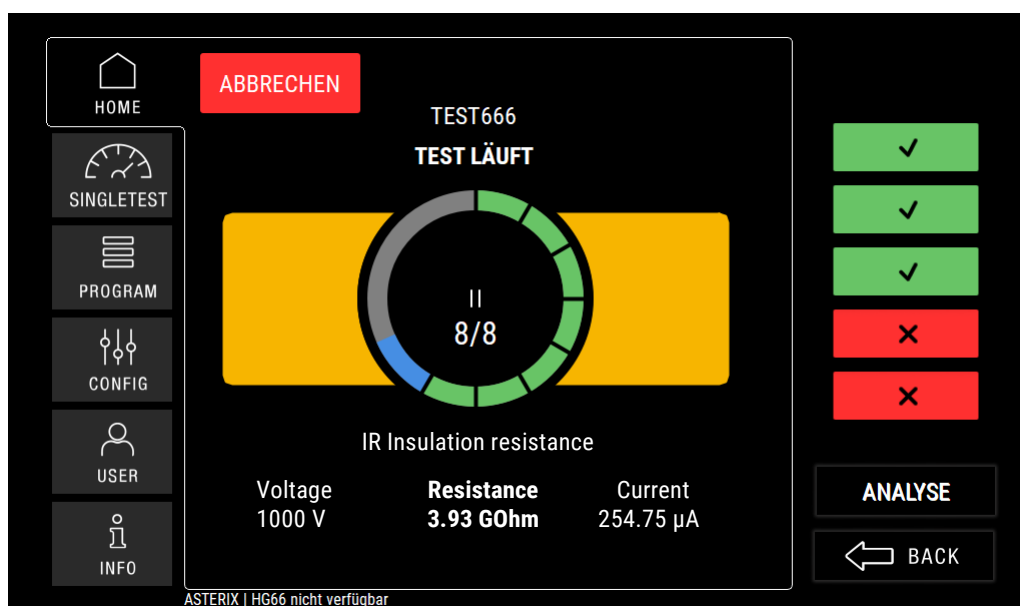 HOME
SINGLETEST
PROGRAM
CONFIG
USER
INFO
ABBRECHEN
TEST666
TEST LÄUFT
II
8/8
IR Insulation resistance
Voltage Resistance Current
1000 V 3.93 GOhm 254.75 µA
ANALYSE
BACK
ASTERIX | HG66 nicht verfügbar